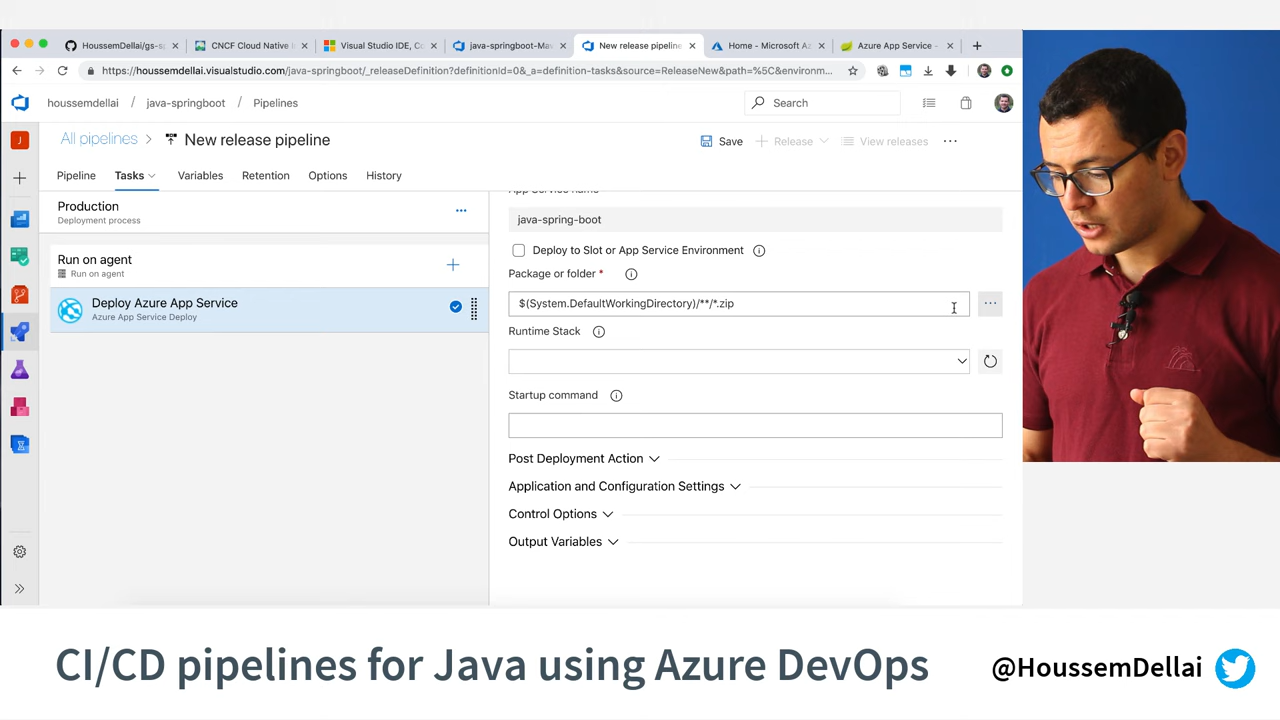 HoussemDellai/gs-s
CNCF Cloud Native
Visual Studio IDE, Co
java-springboot-Ma
New release pipeline
Home - Microsoft Az
Azure App Service -
https://houssemdellai.visualstudio.com/java-springboot/_releaseDefinition?definitionId=0&_a=definition-tasks&source=ReleaseNew&path=%5C&environm...
houssemdellai > java-springboot > Pipelines
Search
J
All pipelines > New release pipeline
Save
Release
View releases
Pipeline
Tasks
Variables
Retention
Options
History
Production
Deployment process
Run on agent
Run on agent
Deploy Azure App Service
Azure App Service Deploy
App Service name
java-spring-boot
Deploy to Slot or App Service Environment
Package or folder *
$(System.DefaultWorkingDirectory)/**/*.zip
Runtime Stack
Startup command
Post Deployment Action
Application and Configuration Settings
Control Options
Output Variables
CI/CD pipelines for Java using Azure DevOps
@HoussemDellai